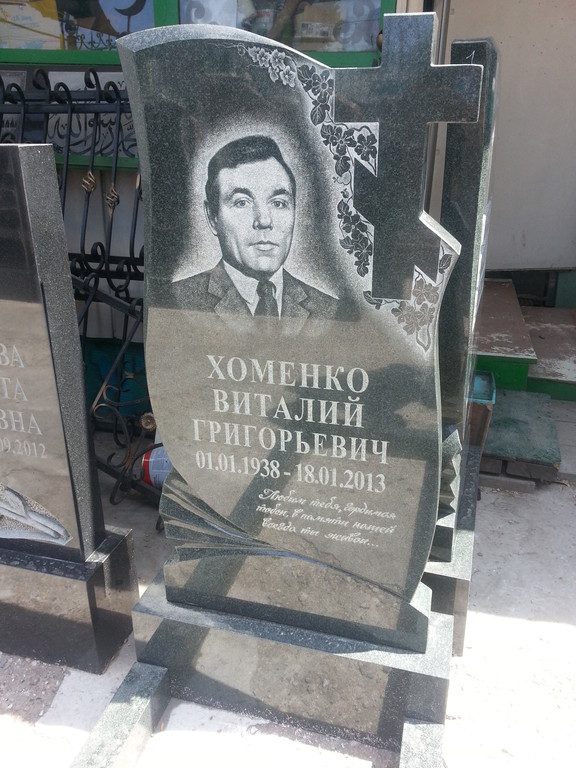 ХОМЕНКО
ВИТАЛИЙ
ГРИГОРЬЕВИЧ
01.01.1938 - 18.01.2013
Любим тебя, гордимся
тобой, в памяти нашей
всегда ты живой...
ВА
ТА
ВНА
09.2012